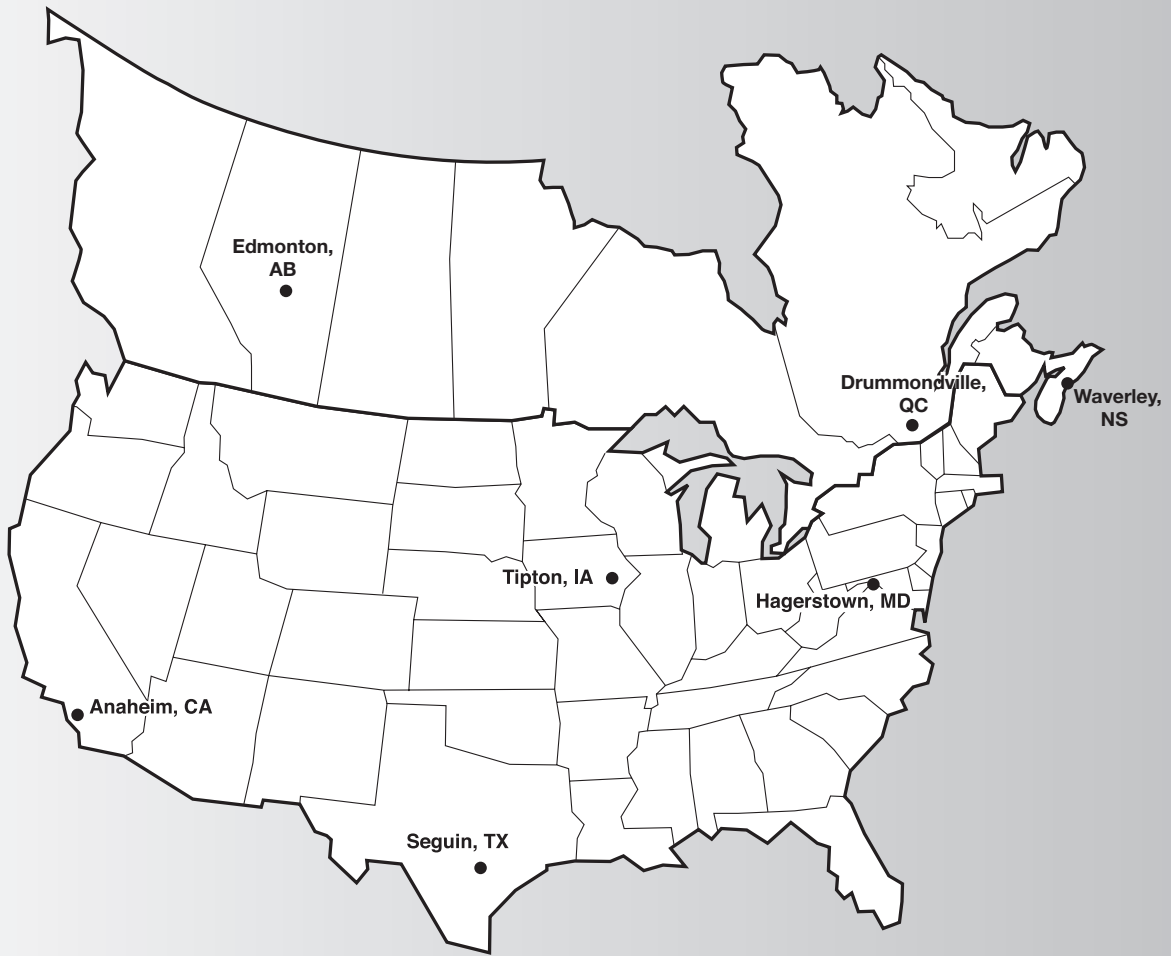 Edmonton,
AB
Drummondville,
QC
Waverley,
NS
Tipton, IA
Hagerstown, MD
Anaheim, CA
Seguin, TX